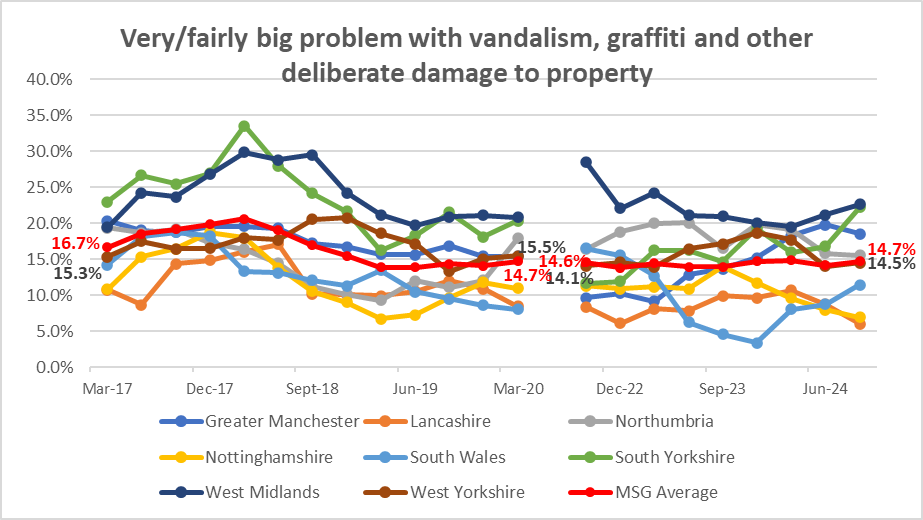 Very/fairly big problem with vandalism, graffiti and other
deliberate damage to property
40.0%
35.0%
30.0%
25.0%
20.0%
15.0%
10.0%
5.0%
0.0%
16.7%
15.3%
15.5%
14.7%
14.6%
14.1%
14.7%
14.5%
Mar-17 Dec-17 Sept-18 Jun-19 Mar-20 Dec-22 Sep-23 Jun-24
Greater Manchester Lancashire Northumbria
Nottinghamshire South Wales South Yorkshire
West Midlands West Yorkshire MSG Average